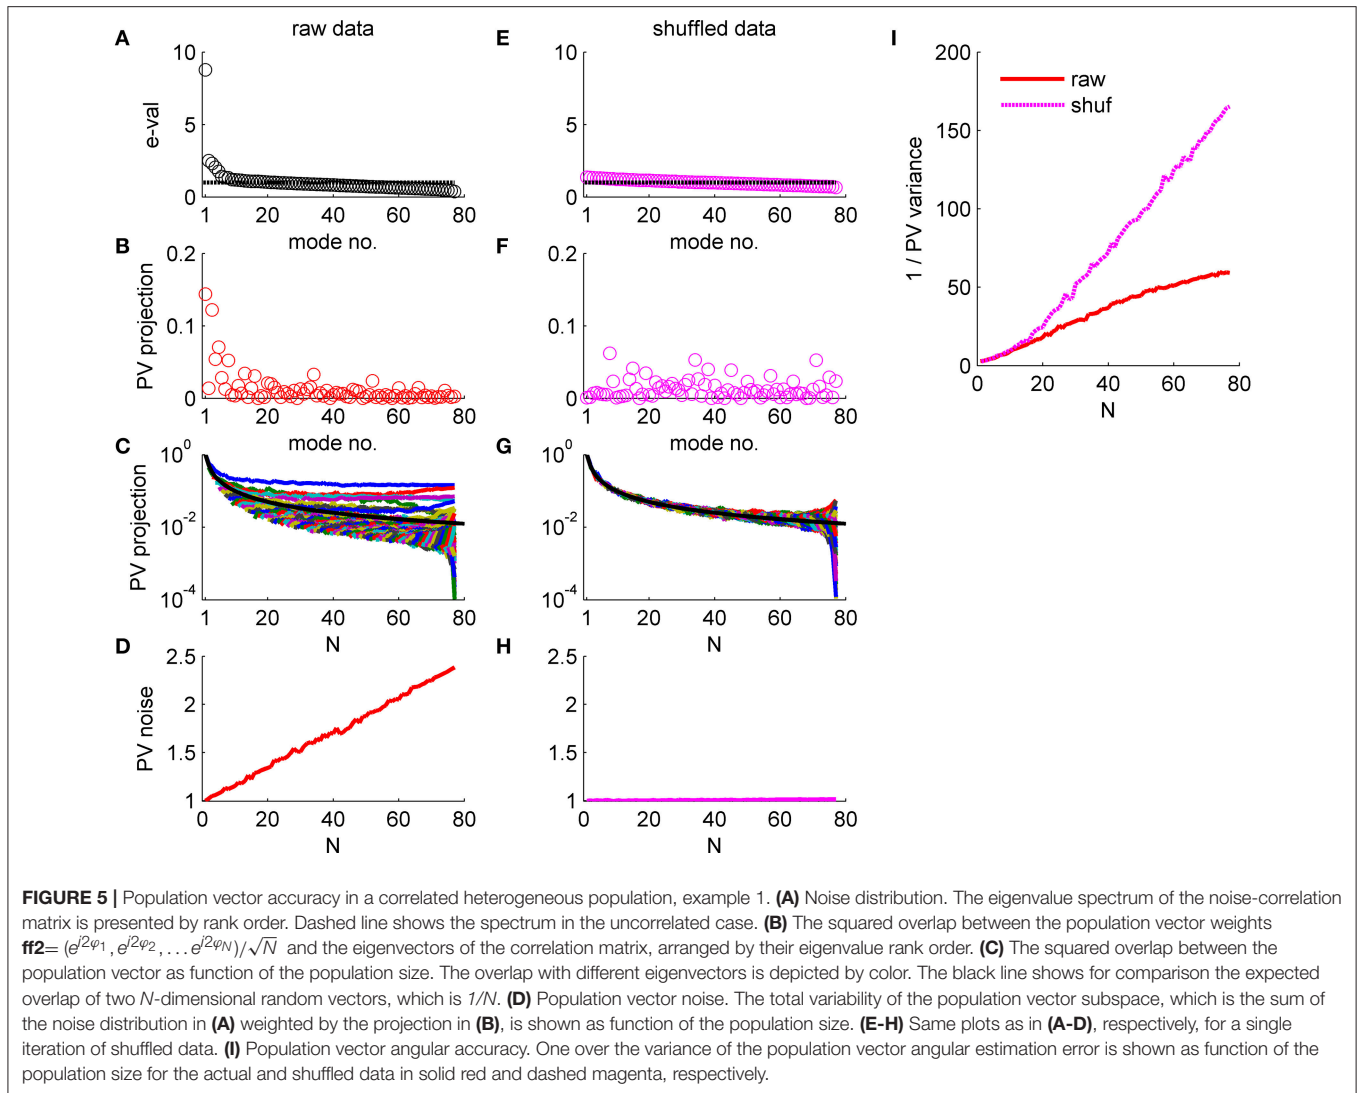 A
raw data
E
shuffled data
I
10
5
0
e-val
1
20
40
60
80
mode no.
10
5
0
1
20
40
60
80
mode no.
200
150
100
50
0
1 / PV variance
raw
shuf
0
20
40
60
80
N
B
0.2
0.1
0
PV projection
1
20
40
60
80
mode no.
F
0.2
0.1
0
1
20
40
60
80
mode no.
C
10⁰
10⁻²
10⁻⁴
PV projection
1
20
40
60
80
N
G
10⁰
10⁻²
10⁻⁴
1
20
40
60
80
N
D
2.5
2
1.5
1
PV noise
0
20
40
60
80
N
H
2.5
2
1.5
1
0
20
40
60
80
N
FIGURE 5 | Population vector accuracy in a correlated heterogeneous population, example 1. (A) Noise distribution. The eigenvalue spectrum of the noise-correlation
matrix is presented by rank order. Dashed line shows the spectrum in the uncorrelated case. (B) The squared overlap between the population vector weights
ff2= (e^{j2φ₁}, e^{j2φ₂}, . . . e^{j2φ_N})/√N and the eigenvectors of the correlation matrix, arranged by their eigenvalue rank order. (C) The squared overlap between the
population vector as function of the population size. The overlap with different eigenvectors is depicted by color. The black line shows for comparison the expected
overlap of two N-dimensional random vectors, which is 1/N. (D) Population vector noise. The total variability of the population vector subspace, which is the sum of
the noise distribution in (A) weighted by the projection in (B), is shown as function of the population size. (E-H) Same plots as in (A-D), respectively, for a single
iteration of shuffled data. (I) Population vector angular accuracy. One over the variance of the population vector angular estimation error is shown as function of the
population size for the actual and shuffled data in solid red and dashed magenta, respectively.